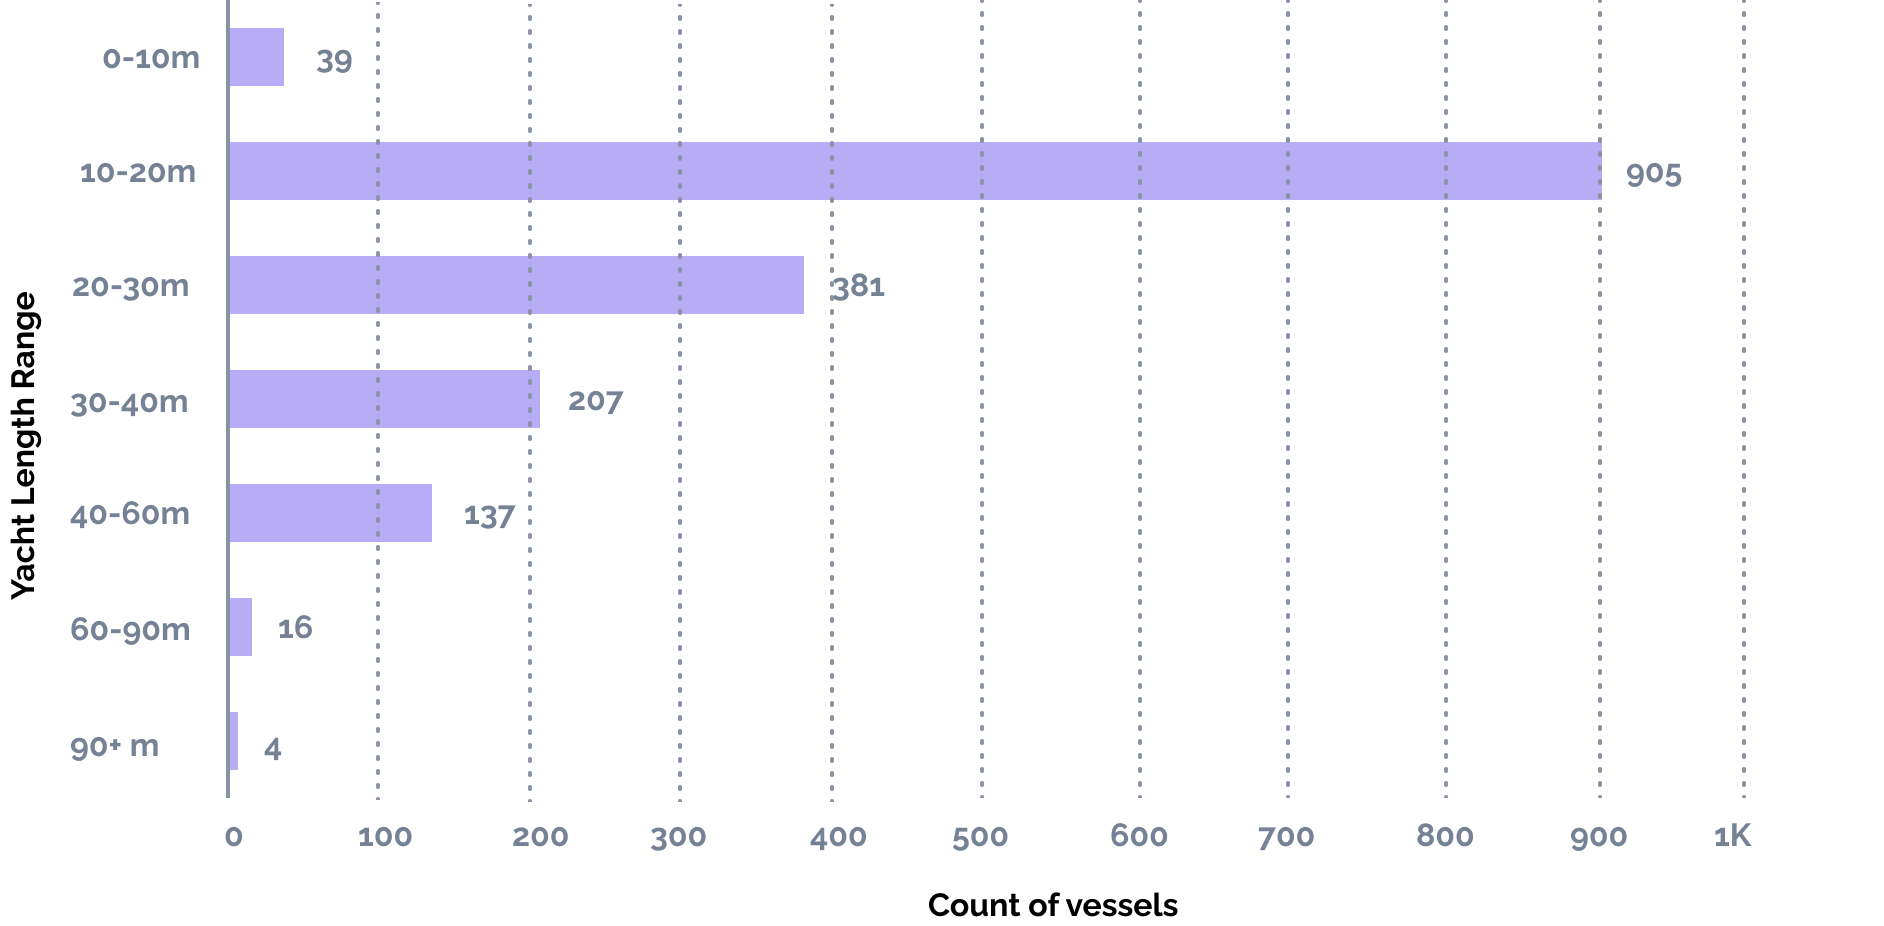 0-10m
39
10-20m
905
20-30m
381
30-40m
207
40-60m
137
60-90m
16
90+ m
4
Yacht Length Range
0 100 200 300 400 500 600 700 800 900 1K
Count of vessels